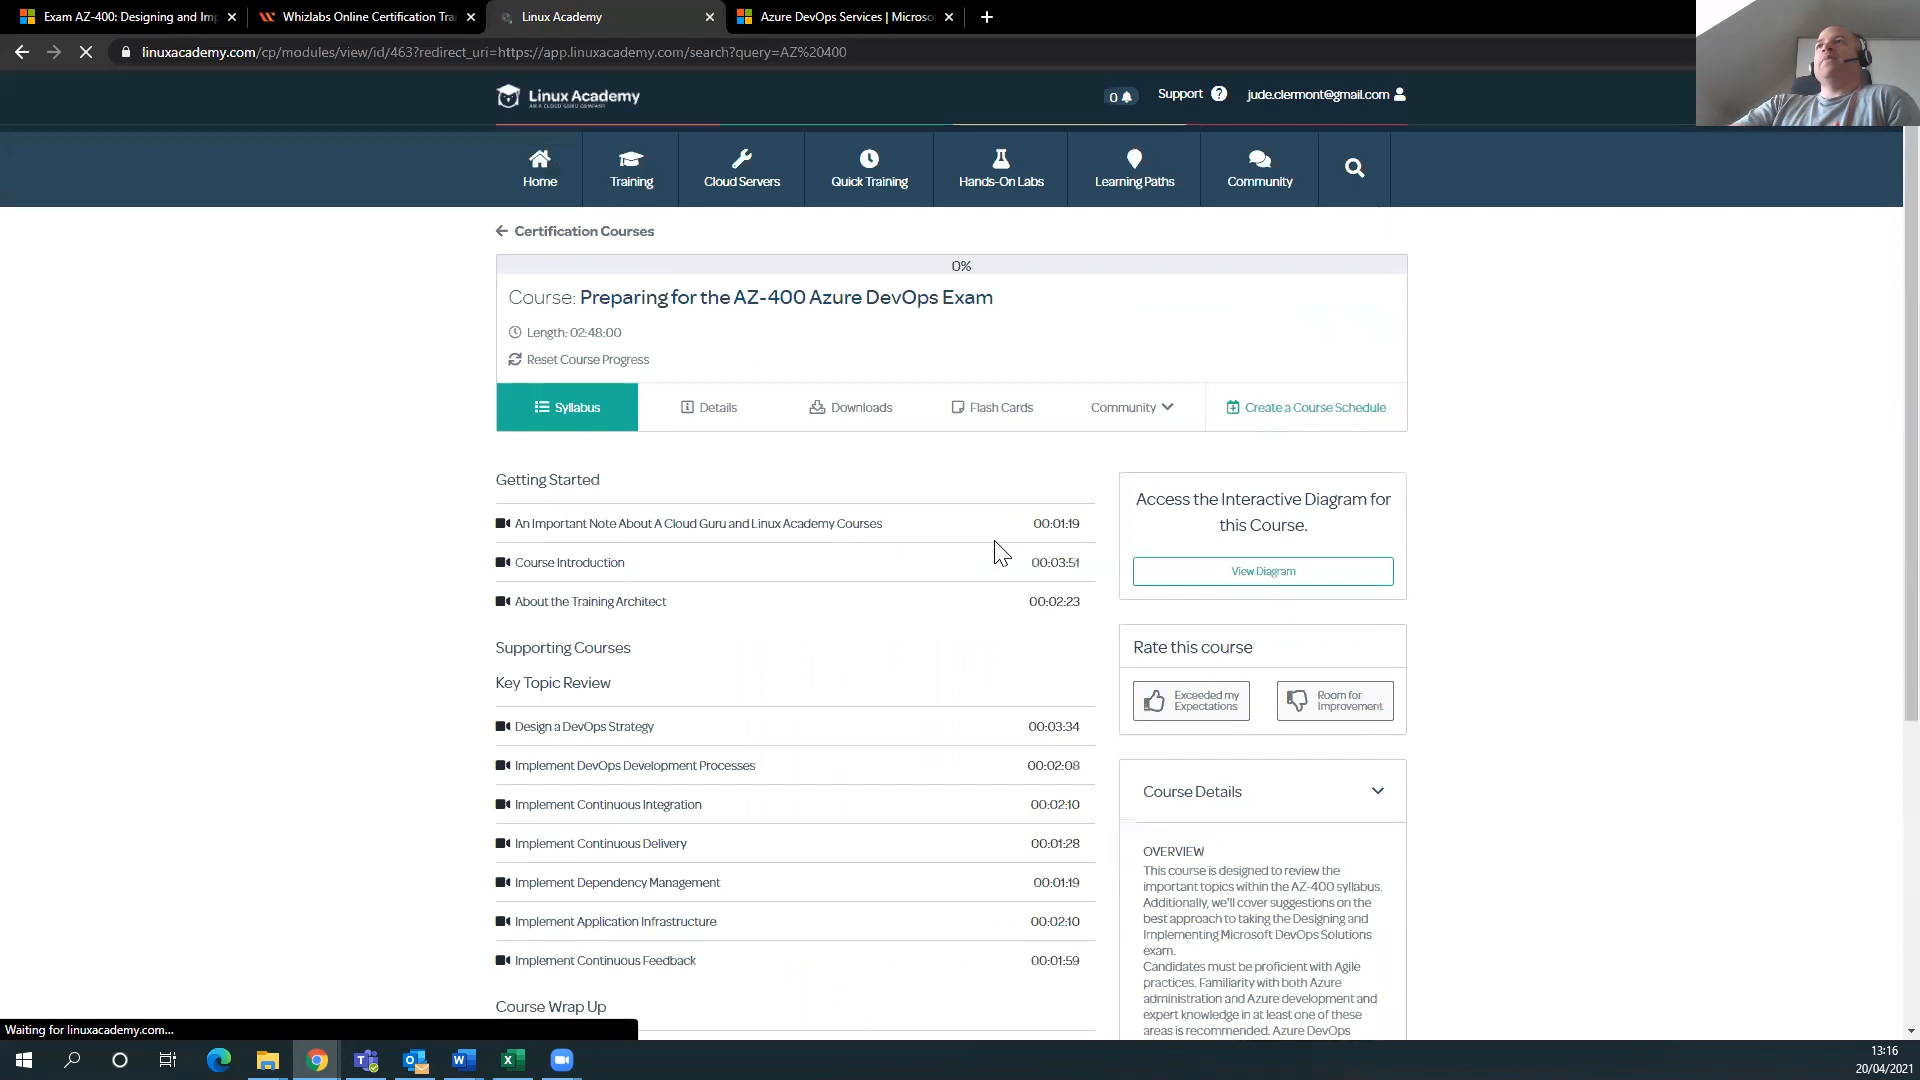 Exam AZ-400: Designing and Imp
Whizlabs Online Certification Trai
Linux Academy
Azure DevOps Services | Microso
linuxacademy.com/cp/modules/view/id/463?redirect_uri=https://app.linuxacademy.com/search?query=AZ%20400
Linux Academy
0
Support
jude.clermont@gmail.com
Home
Training
Cloud Servers
Quick Training
Hands-On Labs
Learning Paths
Community
Certification Courses
0%
Course: Preparing for the AZ-400 Azure DevOps Exam
Length: 02:48:00
Reset Course Progress
Syllabus
Details
Downloads
Flash Cards
Community
Create a Course Schedule
Getting Started
An Important Note About A Cloud Guru and Linux Academy Courses 00:01:19
Course Introduction 00:03:51
About the Training Architect 00:02:23
Supporting Courses
Key Topic Review
Design a DevOps Strategy 00:03:34
Implement DevOps Development Processes 00:02:08
Implement Continuous Integration 00:02:10
Implement Continuous Delivery 00:01:28
Implement Dependency Management 00:01:19
Implement Application Infrastructure 00:02:10
Implement Continuous Feedback 00:01:59
Course Wrap Up
Access the Interactive Diagram for
this Course.
View Diagram
Rate this course
Exceeded my
Expectations
Room for
Improvement
Course Details
OVERVIEW
This course is designed to review the
important topics within the AZ-400 syllabus.
Additionally, we'll cover suggestions on the
best approach to taking the Designing and
Implementing Microsoft DevOps Solutions
exam.
Candidates must be proficient with Agile
practices. Familiarity with both Azure
administration and Azure development and
expert knowledge in at least one of these
areas is recommended. Azure DevOps
Waiting for linuxacademy.com...
13:16
20/04/2021